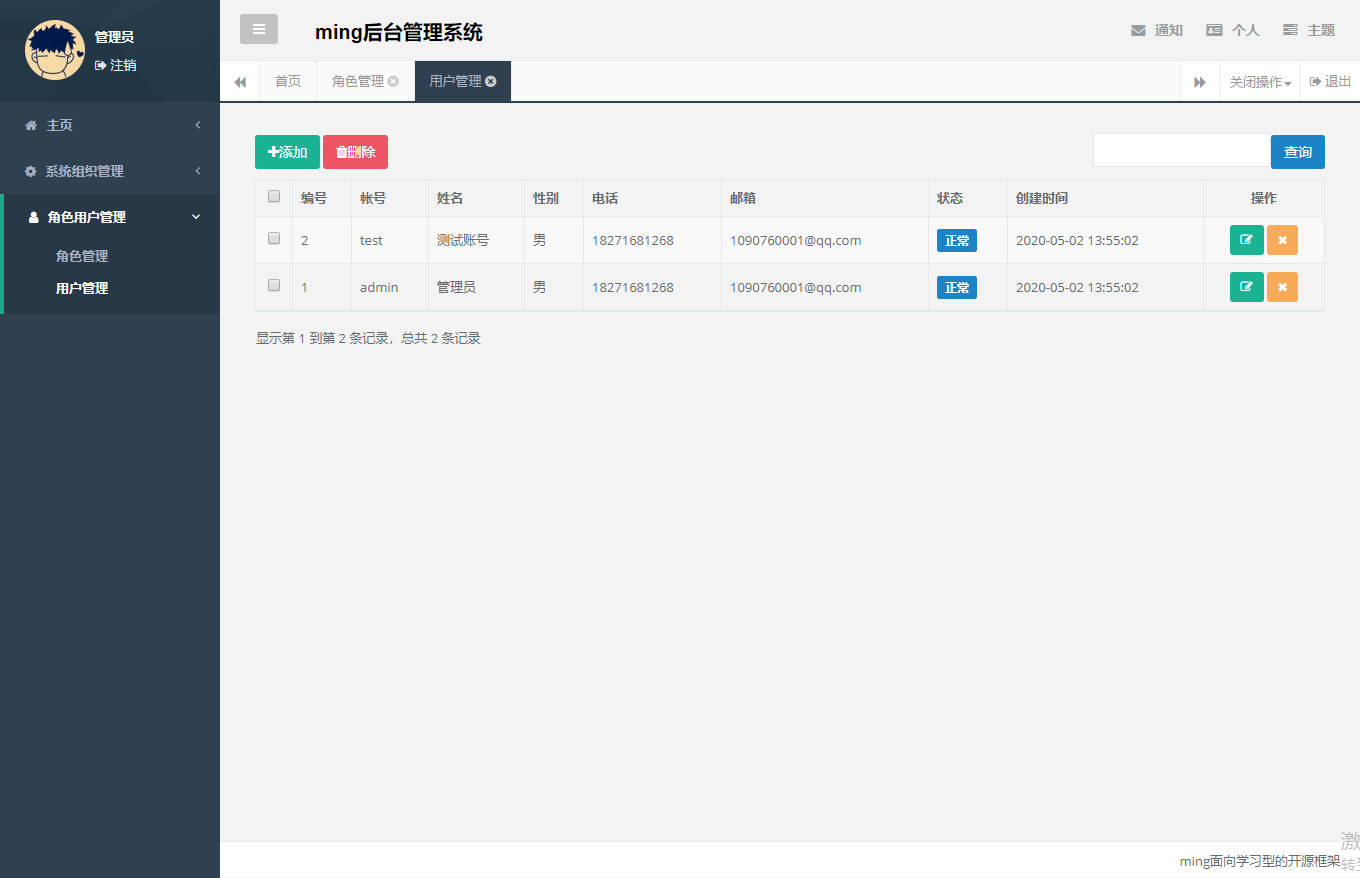 管理员
注销
主页
系统组织管理
角色用户管理
角色管理
用户管理
ming后台管理系统
通知 个人 主题
首页 角色管理 用户管理 关闭操作 退出
添加 删除 查询
编号 帐号 姓名 性别 电话 邮箱 状态 创建时间 操作
2 test 测试账号 男 18271681268 1090760001@qq.com 正常 2020-05-02 13:55:02
1 admin 管理员 男 18271681268 1090760001@qq.com 正常 2020-05-02 13:55:02
显示第 1 到第 2 条记录，总共 2 条记录
激
ming面向学习型的开源框架
转到